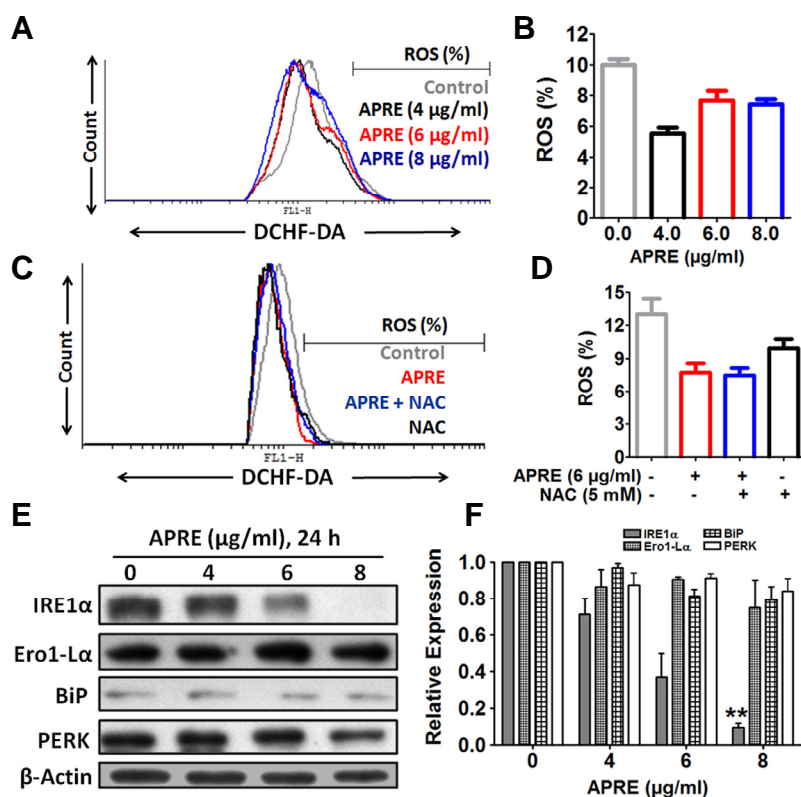 A
Count
ROS (%)
Control
APRE (4 µg/ml)
APRE (6 µg/ml)
APRE (8 µg/ml)
FL1-H
DCHF-DA
B
ROS (%)
12
10
8
6
4
2
0
0.0 4.0 6.0 8.0
APRE (µg/ml)
C
Count
ROS (%)
Control
APRE
APRE + NAC
NAC
FL1-H
DCHF-DA
D
ROS (%)
15
12
9
6
3
0
APRE (6 µg/ml) - + + -
NAC (5 mM) - - + +
E
APRE (µg/ml), 24 h
0 4 6 8
IRE1α
Ero1-Lα
BiP
PERK
β-Actin
F
IRE1α BiP
Ero1-Lα PERK
Relative Expression
1.0
0.8
0.6
0.4
0.2
0.0
**
0 4 6 8
APRE (µg/ml)